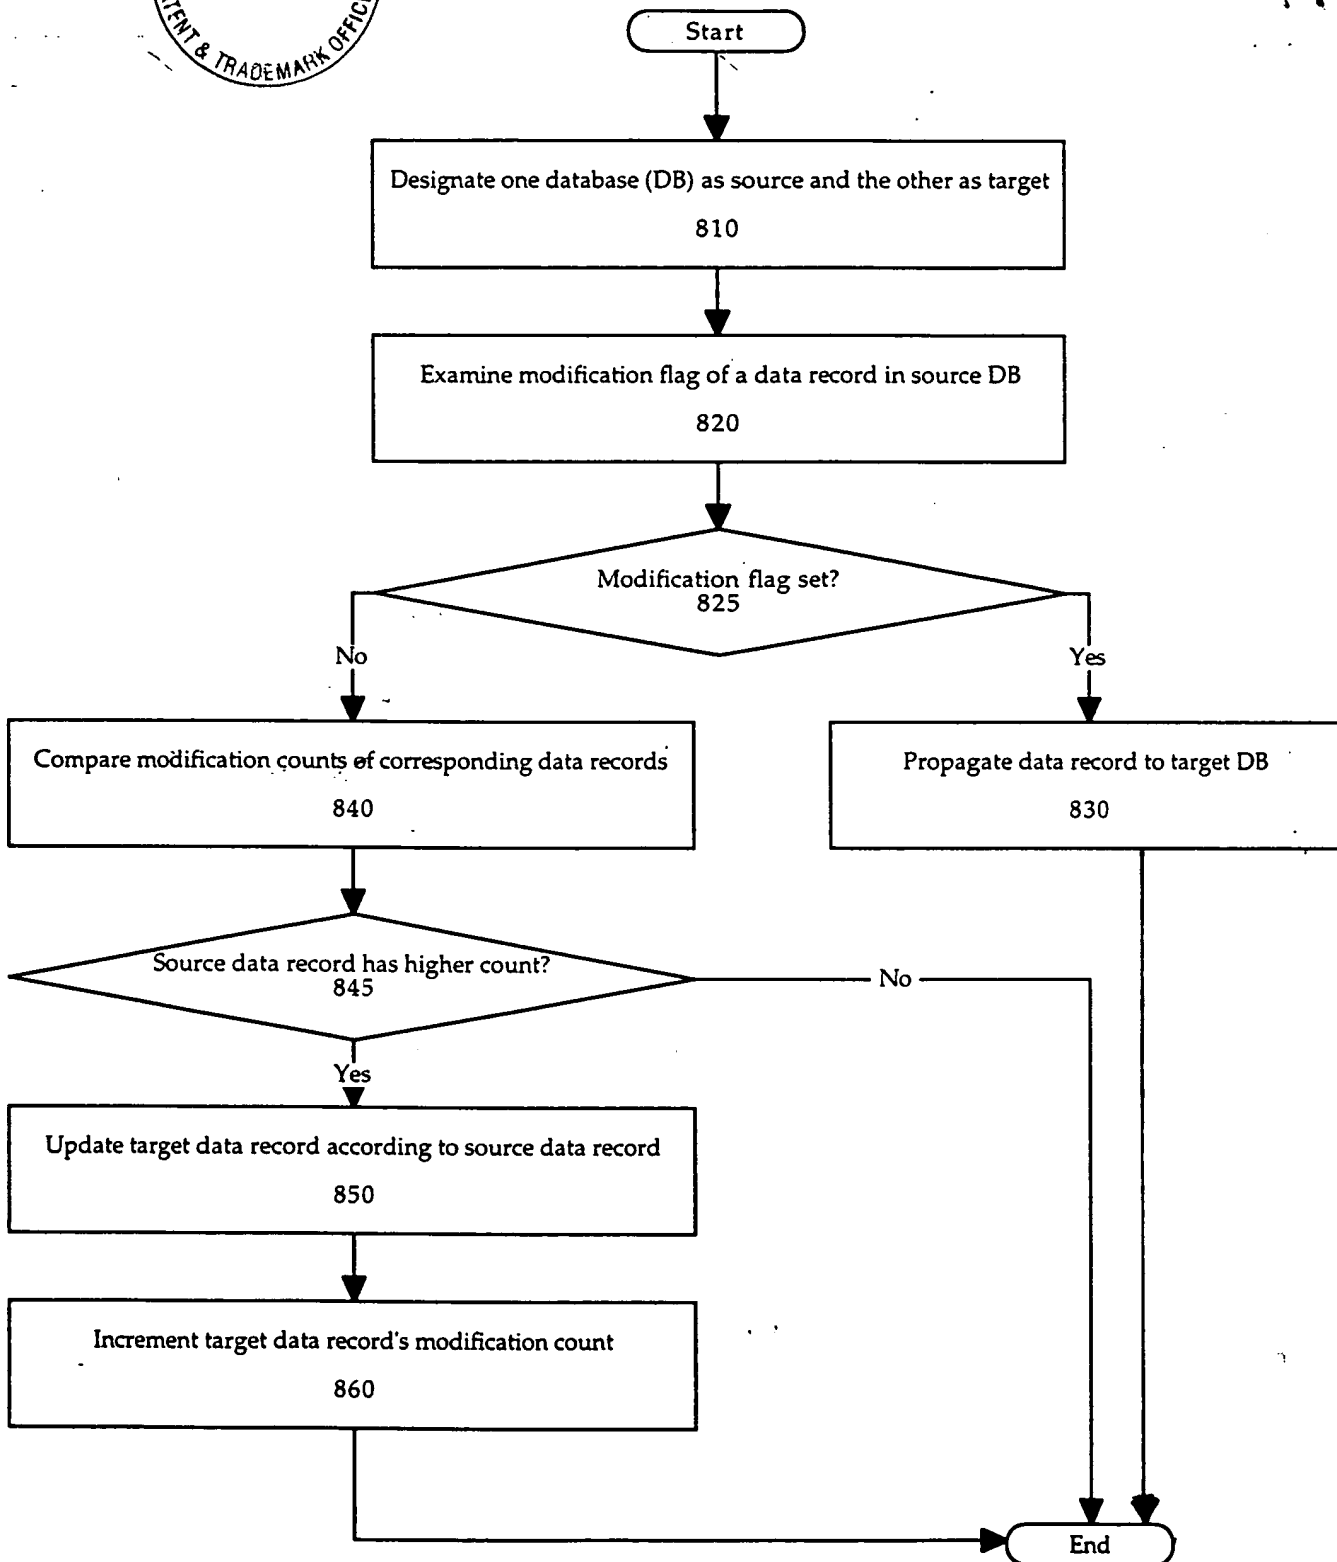 PATENT & TRADEMARK OFFICE
Start
Designate one database (DB) as source and the other as target
810
Examine modification flag of a data record in source DB
820
Modification flag set?
825
No
Yes
Compare modification counts of corresponding data records
840
Propagate data record to target DB
830
Source data record has higher count?
845
No
Yes
Update target data record according to source data record
850
Increment target data record's modification count
860
End